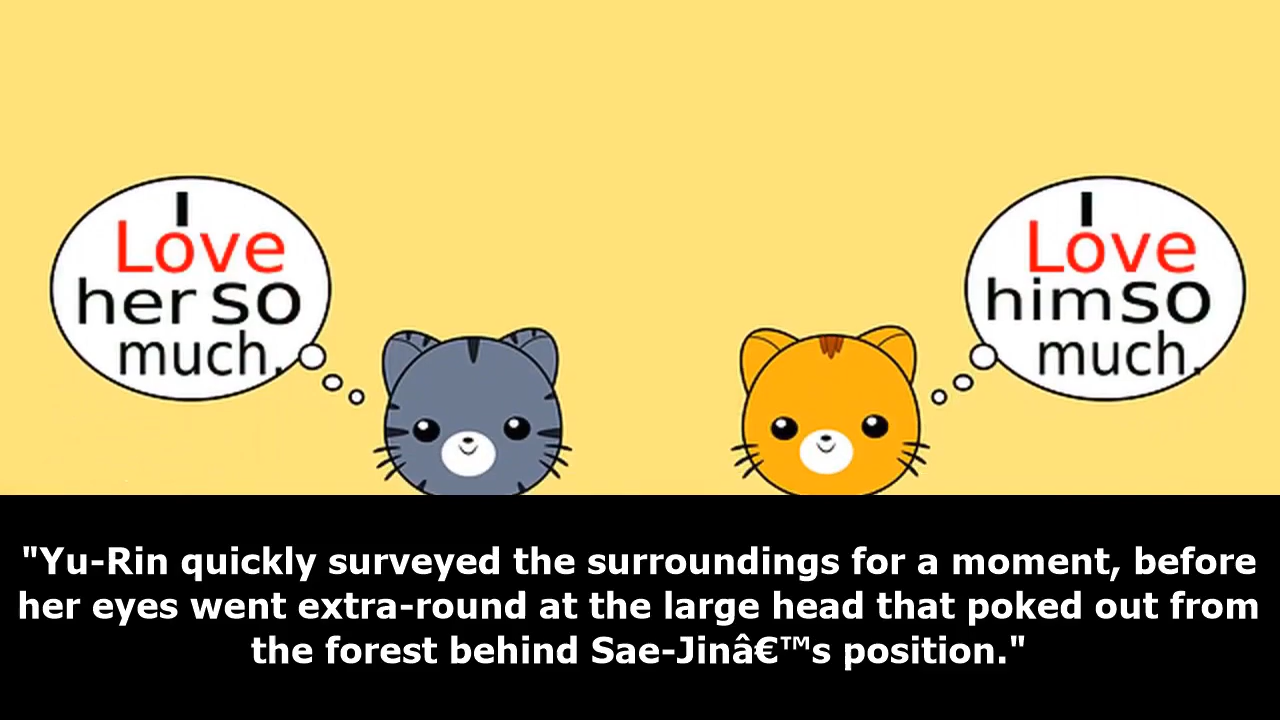 I
Love
her so
much.
I
Love
him so
much.
"Yu-Rin quickly surveyed the surroundings for a moment, before
her eyes went extra-round at the large head that poked out from
the forest behind Sae-Jinâ€™s position."